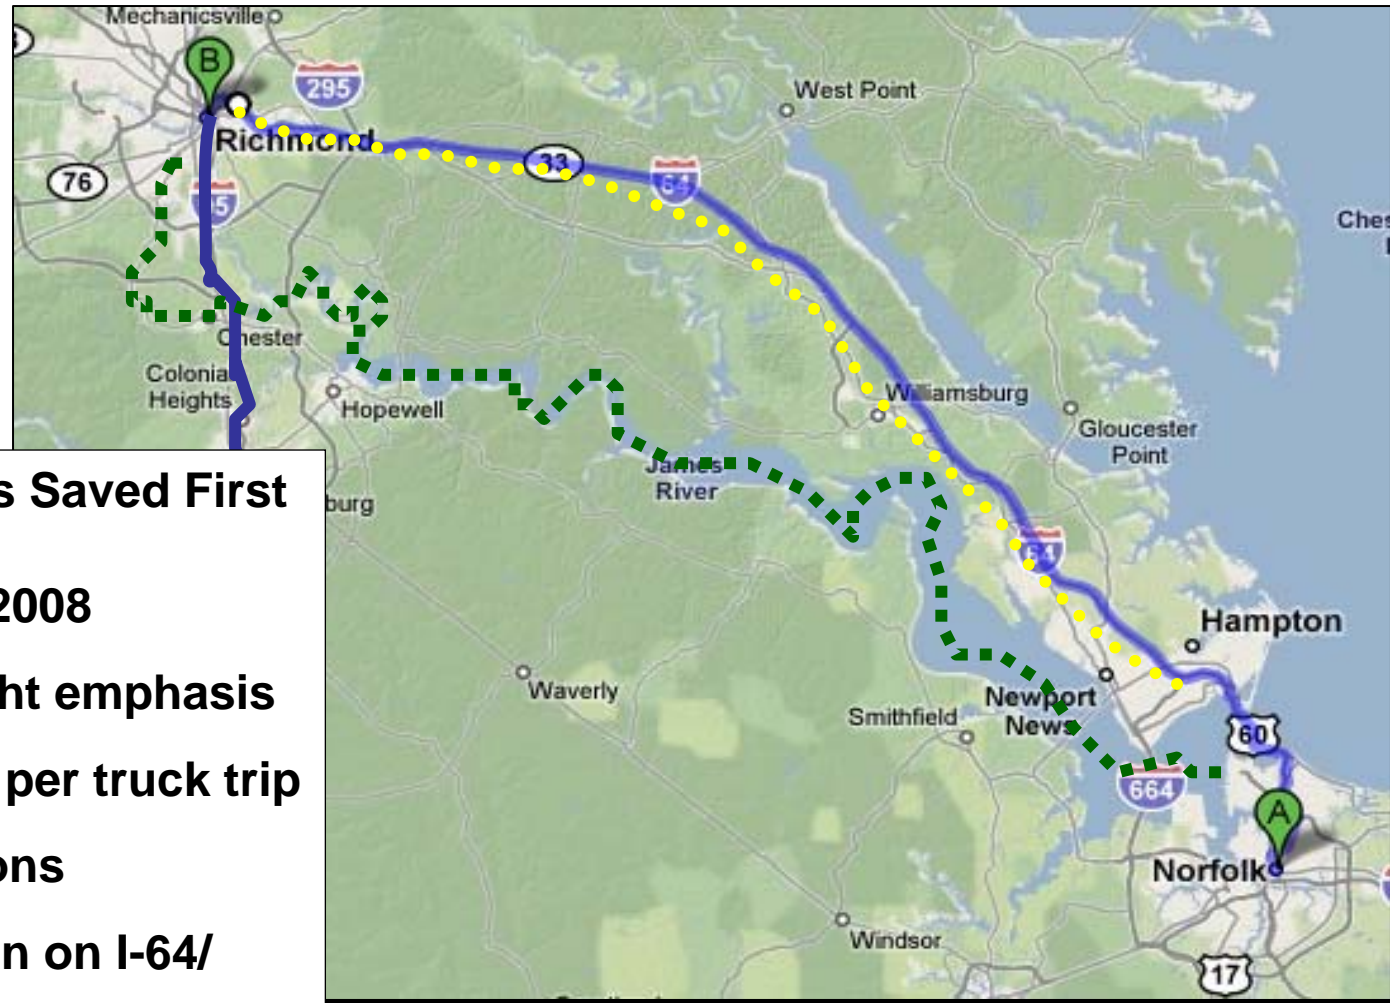 Mechanicsville
B
295
West Point
Richmond
33
64
76
95
Ches
Chester
Colonial
Heights
Williamsburg
Hopewell
Gloucester
Point
James
River
s Saved First
burg
64
2008
Hampton
ht emphasis
Waverly
Newport
News
Smithfield
60
per truck trip
664
A
ons
Norfolk
Windsor
n on I-64/
17